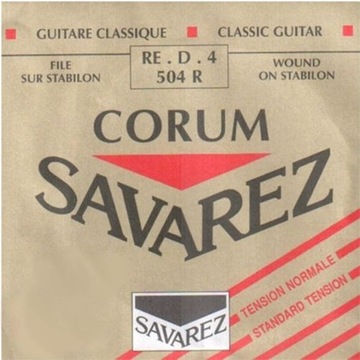 GUITARE CLASSIQUE CLASSIC GUITAR
FILE
SUR STABILON
RE . D . 4
504 R
WOUND
ON STABILON
CORUM
SAVAREZ
TENSION NORMALE
STANDARD TENSION
SAVAREZ